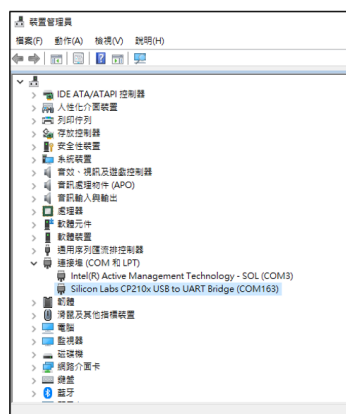 裝置管理員
檔案(F) 動作(A) 檢視(V) 說明(H)
IDE ATA/ATAPI 控制器
人性化介面裝置
列印佇列
存放控制器
安全性裝置
系統裝置
音效、視訊及遊戲控制器
音訊處理物件 (APO)
音訊輸入與輸出
處理器
軟體元件
軟體裝置
通用序列匯流排控制器
連接埠 (COM 和 LPT)
Intel(R) Active Management Technology - SOL (COM3)
Silicon Labs CP210x USB to UART Bridge (COM163)
韌體
滑鼠及其他指標裝置
電腦
監視器
磁碟機
網路介面卡
鍵盤
藍牙